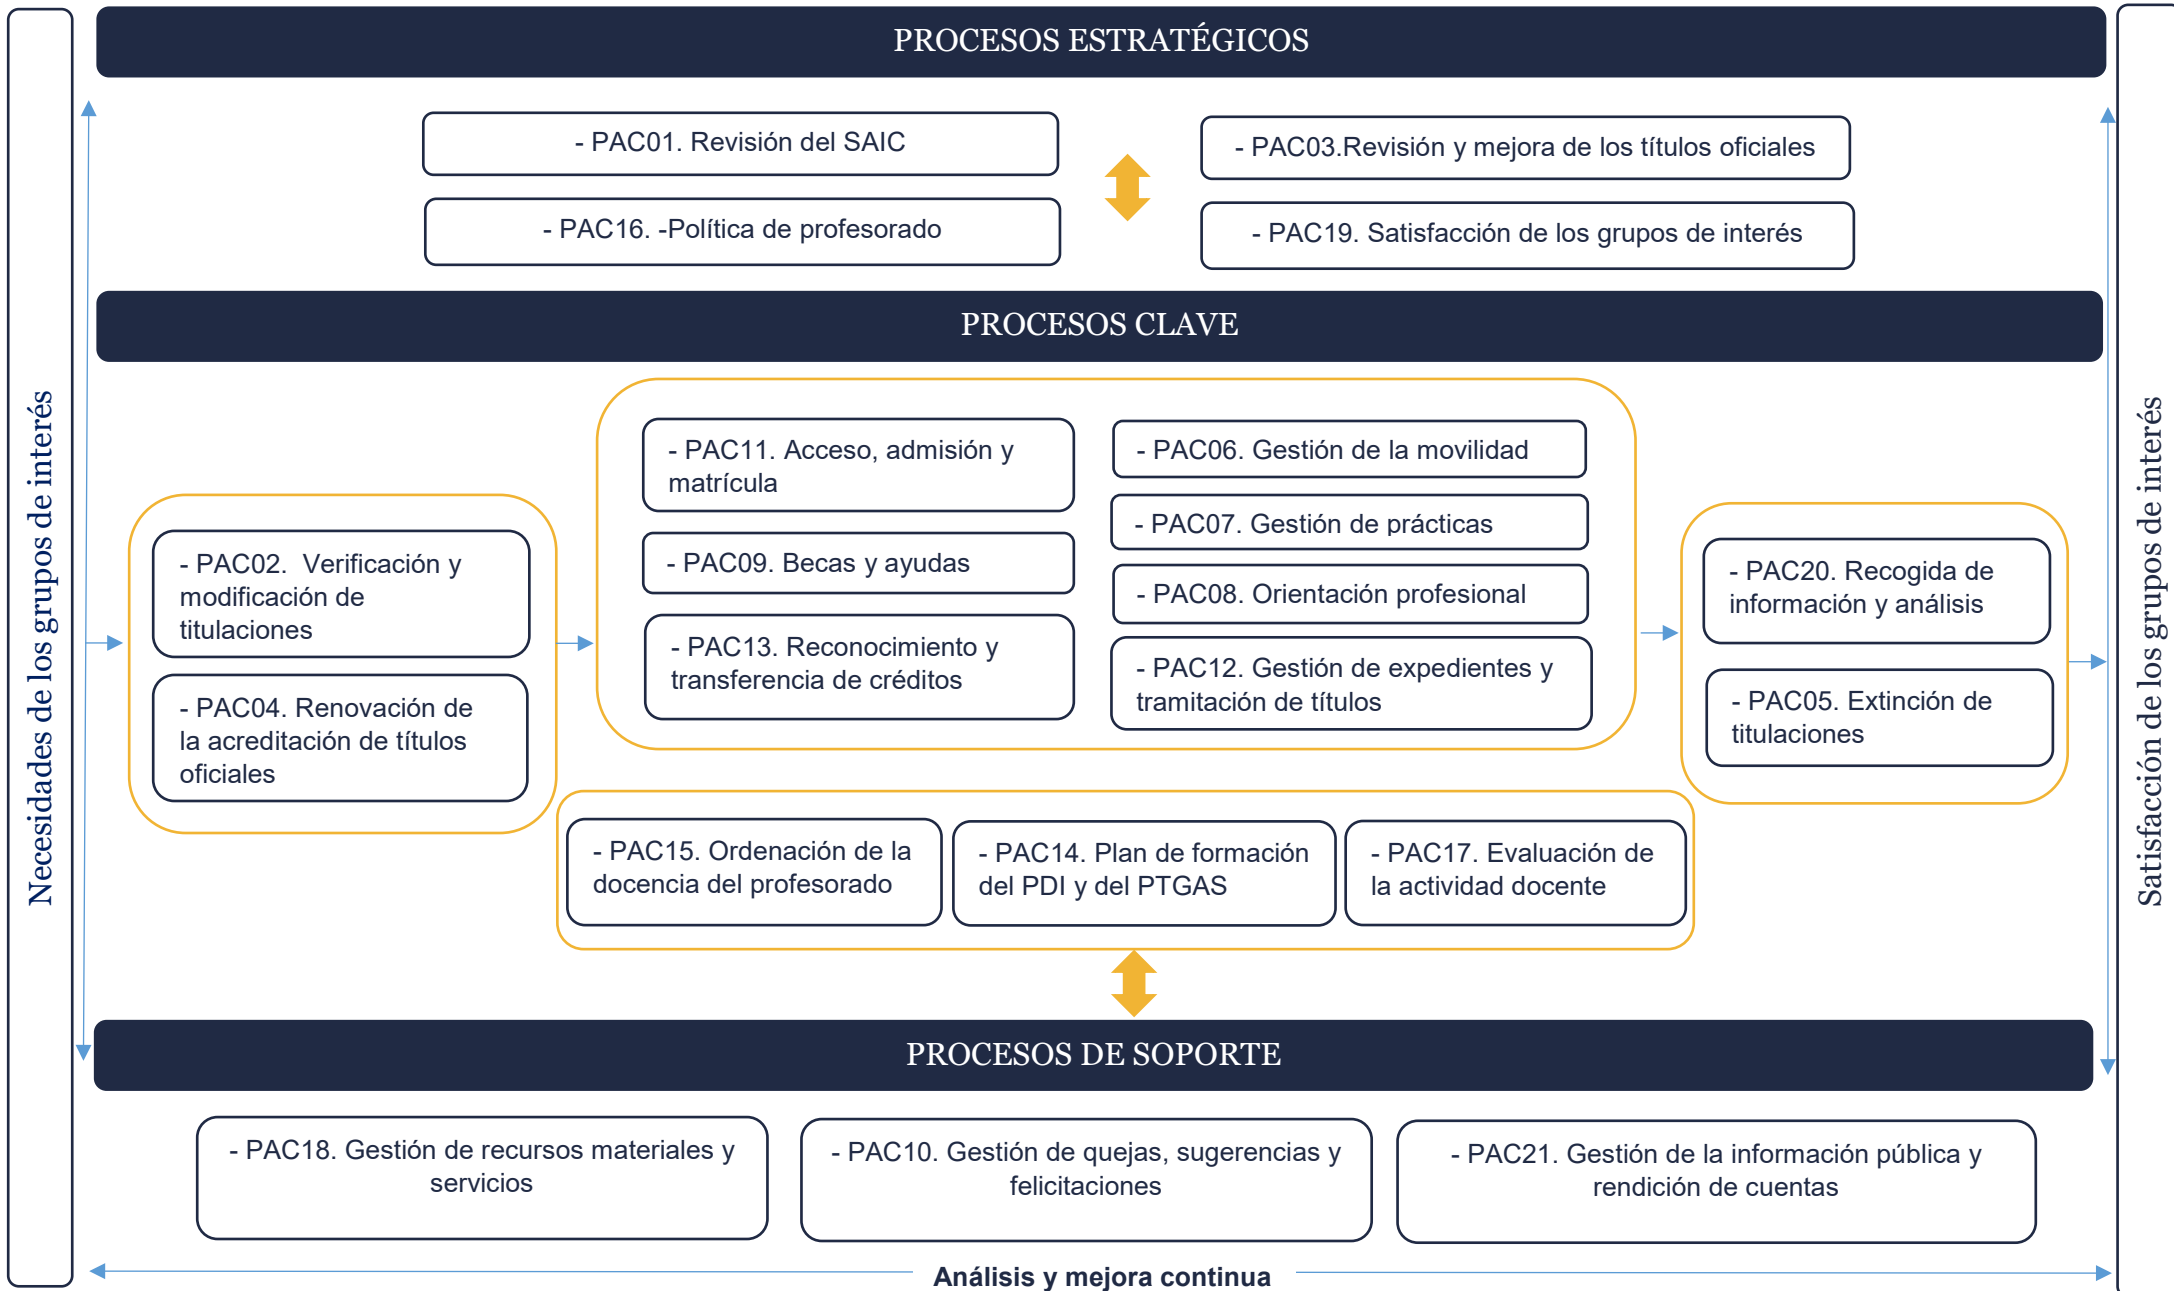 PROCESOS ESTRATÉGICOS
- PAC01. Revisión del SAIC
- PAC03.Revisión y mejora de los títulos oficiales
- PAC16. -Política de profesorado
- PAC19. Satisfacción de los grupos de interés
PROCESOS CLAVE
Necesidades de los grupos de interés
- PAC02.  Verificación y
modificación de
titulaciones
- PAC04. Renovación de
la acreditación de títulos
oficiales
- PAC11. Acceso, admisión y
matrícula
- PAC09. Becas y ayudas
- PAC13. Reconocimiento y
transferencia de créditos
- PAC06. Gestión de la movilidad
- PAC07. Gestión de prácticas
- PAC08. Orientación profesional
- PAC12. Gestión de expedientes y
tramitación de títulos
- PAC20. Recogida de
información y análisis
- PAC05. Extinción de
titulaciones
Satisfacción de los grupos de interés
- PAC15. Ordenación de la
docencia del profesorado
- PAC14. Plan de formación
del PDI y del PTGAS
- PAC17. Evaluación de
la actividad docente
PROCESOS DE SOPORTE
- PAC18. Gestión de recursos materiales y
servicios
- PAC10. Gestión de quejas, sugerencias y
felicitaciones
- PAC21. Gestión de la información pública y
rendición de cuentas
Análisis y mejora continua